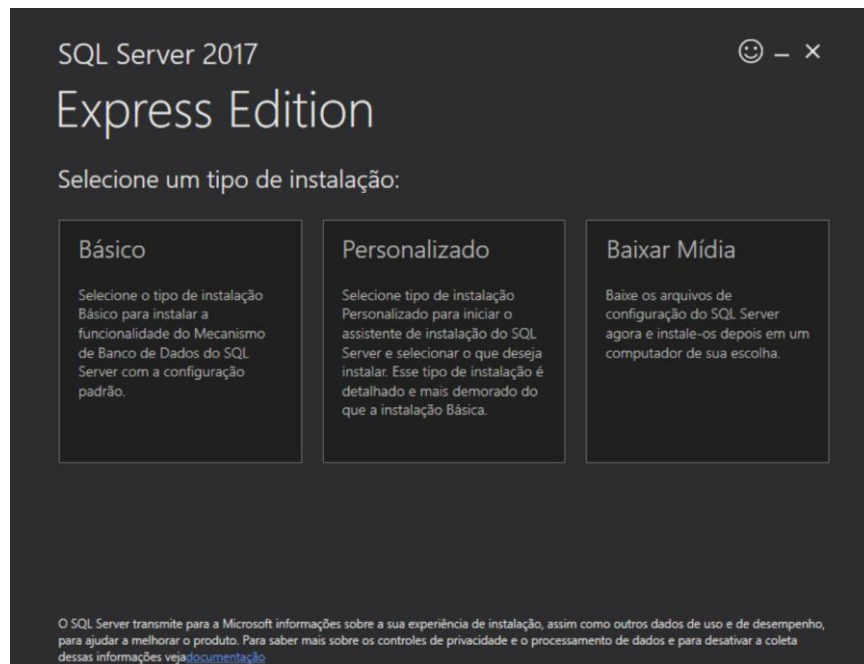 SQL Server 2017
Express Edition
Selecione um tipo de instalação:
Básico
Selecione o tipo de instalação
Básico para instalar a
funcionalidade do Mecanismo
de Banco de Dados do SQL
Server com a configuração
padrão.
Personalizado
Selecione tipo de instalação
Personalizado para iniciar o
assistente de instalação do SQL
Server e selecionar o que deseja
instalar. Esse tipo de instalação é
detalhado e mais demorado do
que a instalação Básica.
Baixar Mídia
Baixe os arquivos de
configuração do SQL Server
agora e instale-os depois em um
computador de sua escolha.
O SQL Server transmite para a Microsoft informações sobre a sua experiência de instalação, assim como outros dados de uso e de desempenho,
para ajudar a melhorar o produto. Para saber mais sobre os controles de privacidade e o processamento de dados e para desativar a coleta
dessas informações vejadocumentação